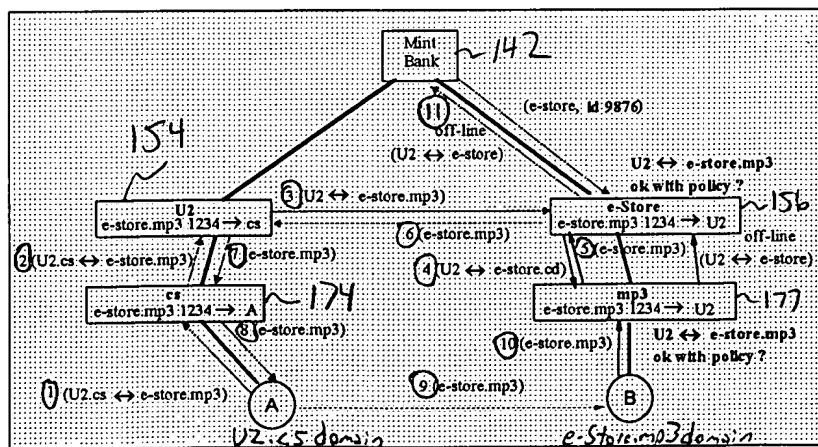 Mint
Bank
142
11
off-line
(U2 ↔ e-store)
(e-store, Id 9876)
154
U2 ↔ e-store.mp3
ok with policy ?
3 (U2 ↔ e-store.mp3)
U2
e-store.mp3 1234 → cs
e-Store
e-store.mp3 1234 → U2
156
6 (e-store.mp3)
off-line
(U2 ↔ e-store)
2 (U2.cs ↔ e-store.mp3)
7 (e-store.mp3)
5 (e-store.mp3)
4 (U2 ↔ e-store.cd)
cs
e-store.mp3 1234 → A
174
mp3
e-store.mp3 1234 → U2
177
8 (e-store.mp3)
U2 ↔ e-store.mp3
ok with policy ?
10 (e-store.mp3)
1 (U2.cs ↔ e-store.mp3)
A
9 (e-store.mp3)
B
U2.cs domain
e-Store.mp3 domain